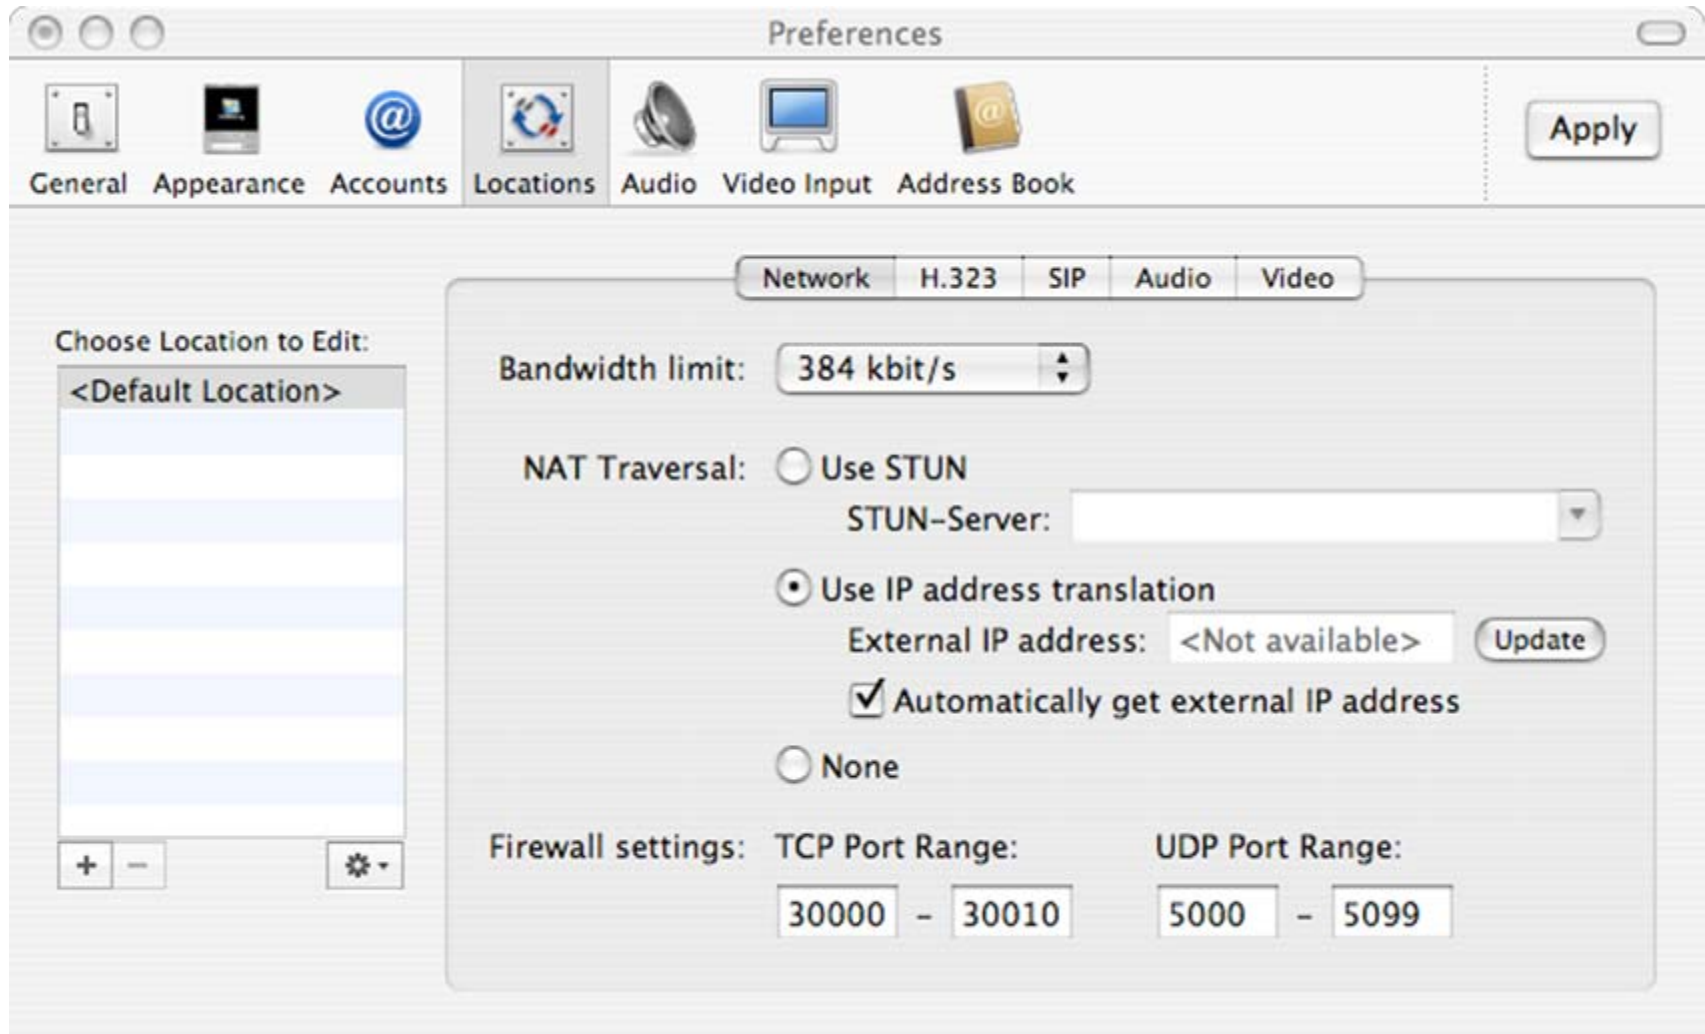 Preferences
General Appearance Accounts Locations Audio Video Input Address Book Apply
Network H.323 SIP Audio Video
Choose Location to Edit:
<Default Location>
Bandwidth limit: 384 kbit/s
NAT Traversal: Use STUN
STUN-Server:
Use IP address translation
External IP address: <Not available> Update
Automatically get external IP address
None
Firewall settings: TCP Port Range: UDP Port Range:
30000 - 30010 5000 - 5099